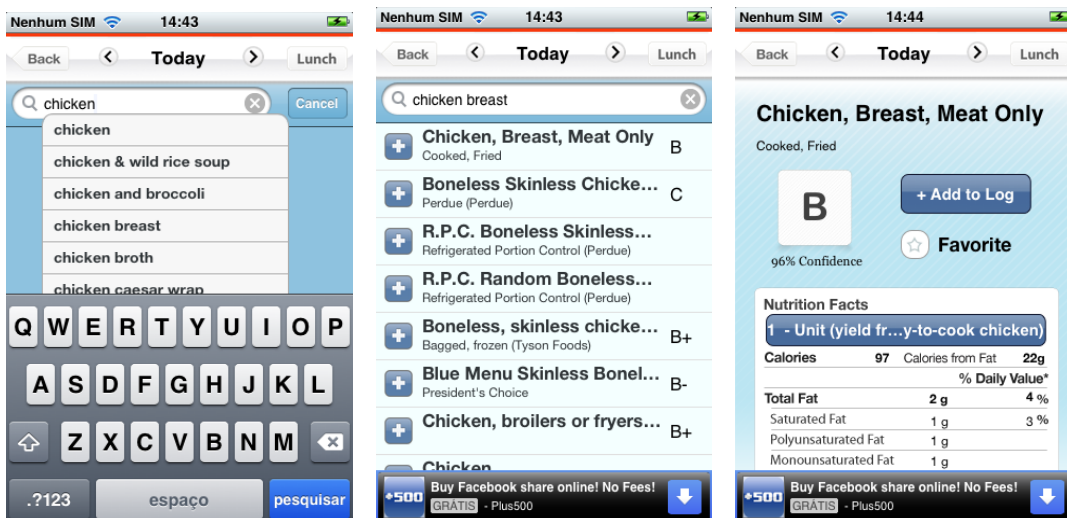 Nenhum SIM 14:43
Back < Today > Lunch
chicken Cancel
chicken
chicken & wild rice soup
chicken and broccoli
chicken breast
chicken broth
chicken caesar wrap
Q W E R T Y U I O P
A S D F G H J K L
Z X C V B N M
.?123 espaço pesquisar
Nenhum SIM 14:43
Back < Today > Lunch
chicken breast
Chicken, Breast, Meat Only B
Cooked, Fried
Boneless Skinless Chicke... C
Perdue (Perdue)
R.P.C. Boneless Skinless...
Refrigerated Portion Control (Perdue)
R.P.C. Random Boneless...
Refrigerated Portion Control (Perdue)
Boneless, skinless chicke... B+
Bagged, frozen (Tyson Foods)
Blue Menu Skinless Bonel... B-
President's Choice
Chicken, broilers or fryers... B+
Chicken
+500 Buy Facebook share online! No Fees!
GRÁTIS - Plus500
Nenhum SIM 14:44
Back < Today > Lunch
Chicken, Breast, Meat Only
Cooked, Fried
B
+ Add to Log
96% Confidence
Favorite
Nutrition Facts
1 - Unit (yield fr...y-to-cook chicken)
Calories 97 Calories from Fat 22g
% Daily Value*
Total Fat 2 g 4 %
Saturated Fat 1 g 3 %
Polyunsaturated Fat 1 g
Monounsaturated Fat 1 g
+500 Buy Facebook share online! No Fees!
GRÁTIS - Plus500